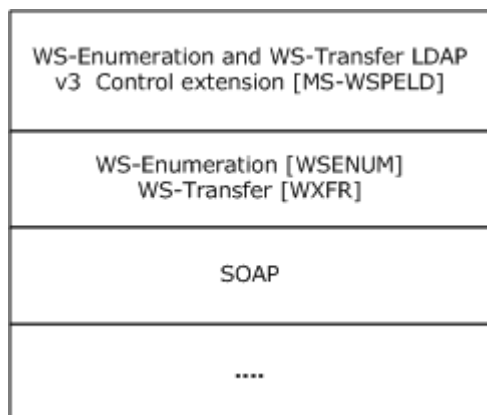 WS-Enumeration and WS-Transfer LDAP
v3 Control extension [MS-WSPELD]
WS-Enumeration [WSENUM]
WS-Transfer [WXFR]
SOAP
....